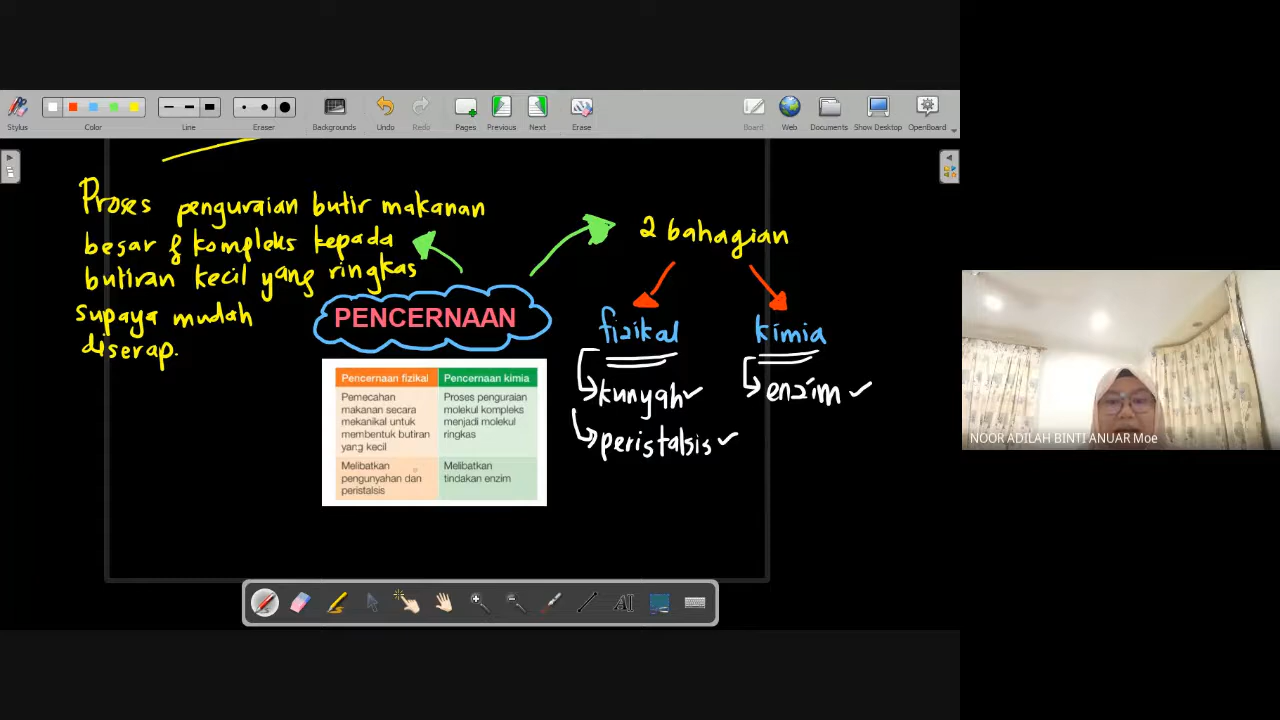 Stylus
Color
Line
Eraser
Backgrounds
Undo
Redo
Pages
Previous
Next
Erase
Board
Web
Documents
Show Desktop
OpenBoard
Proses penguraian butir makanan
besar & kompleks kepada
butiran kecil yang ringkas
supaya mudah
diserap.
2 bahagian
PENCERNAAN
fizikal
kimia
kunyah
enzim
peristalsis
Pencernaan fizikal
Pencernaan kimia
Pemecahan
makanan secara
mekanikal untuk
membentuk butiran
yang kecil
Proses penguraian
molekul kompleks
menjadi molekul
ringkas
Melibatkan
pengunyahan dan
peristalsis
Melibatkan
tindakan enzim
AI
NOOR ADILAH BINTI ANUAR Moe